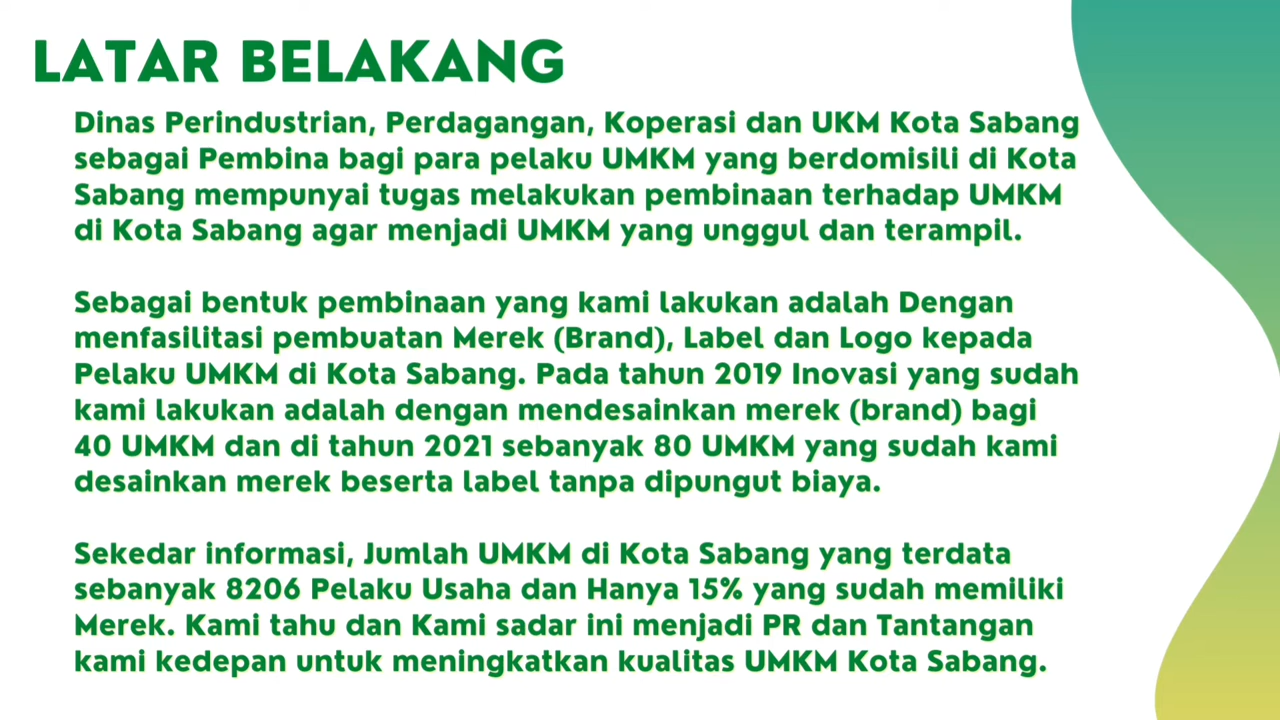 LATAR BELAKANG
Dinas Perindustrian, Perdagangan, Koperasi dan UKM Kota Sabang
sebagai Pembina bagi para pelaku UMKM yang berdomisili di Kota
Sabang mempunyai tugas melakukan pembinaan terhadap UMKM
di Kota Sabang agar menjadi UMKM yang unggul dan terampil.
Sebagai bentuk pembinaan yang kami lakukan adalah Dengan
menfasilitasi pembuatan Merek (Brand), Label dan Logo kepada
Pelaku UMKM di Kota Sabang. Pada tahun 2019 Inovasi yang sudah
kami lakukan adalah dengan mendesainkan merek (brand) bagi
40 UMKM dan di tahun 2021 sebanyak 80 UMKM yang sudah kami
desainkan merek beserta label tanpa dipungut biaya.
Sekedar informasi, Jumlah UMKM di Kota Sabang yang terdata
sebanyak 8206 Pelaku Usaha dan Hanya 15% yang sudah memiliki
Merek. Kami tahu dan Kami sadar ini menjadi PR dan Tantangan
kami kedepan untuk meningkatkan kualitas UMKM Kota Sabang.